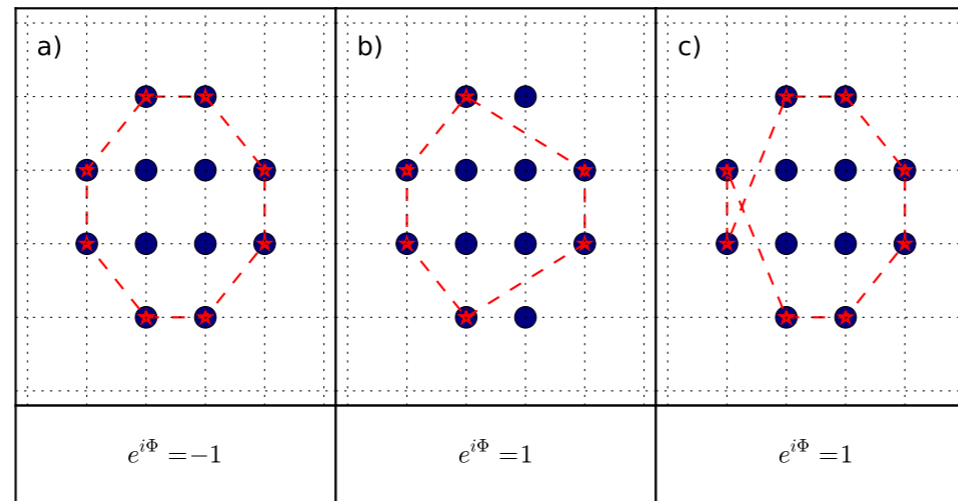 a)
b)
c)
e^{iΦ} = −1
e^{iΦ} = 1
e^{iΦ} = 1